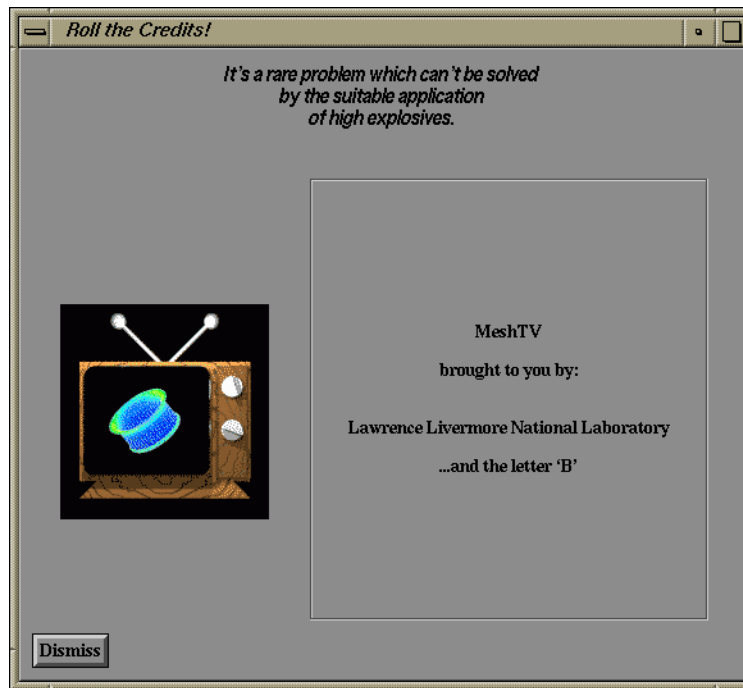 Roll the Credits!
It's a rare problem which can't be solved
by the suitable application
of high explosives.
MeshTV
brought to you by:
Lawrence Livermore National Laboratory
...and the letter ‘B’
Dismiss